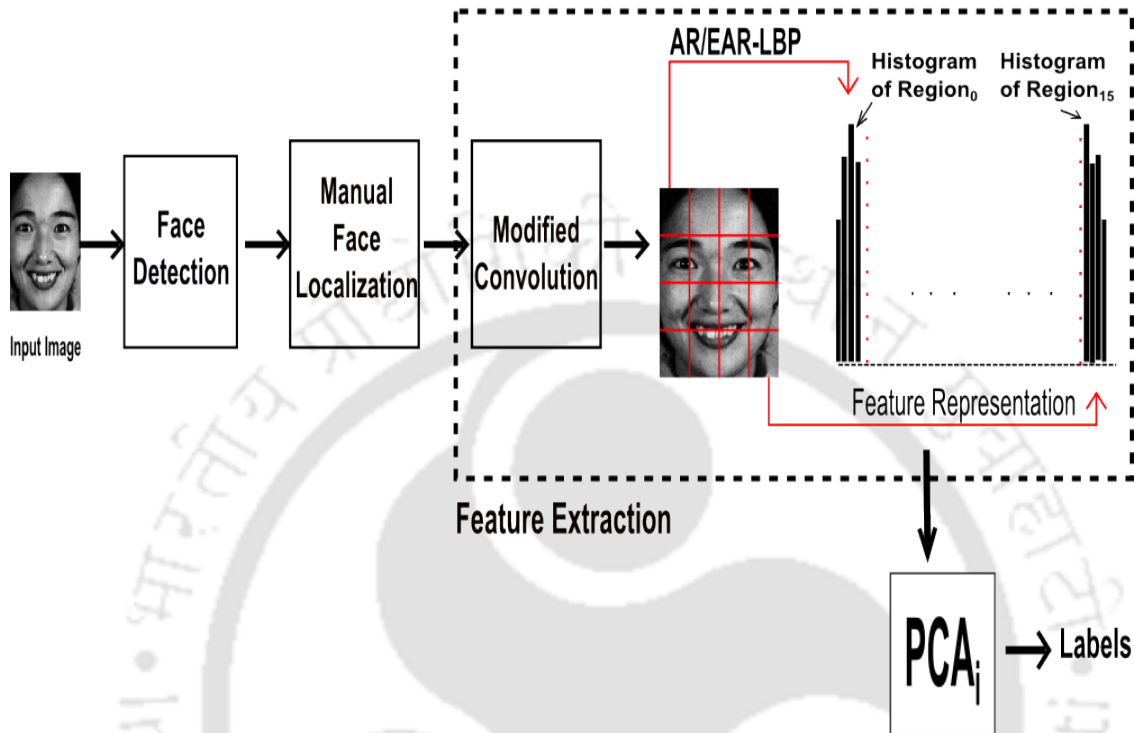 AR/EAR-LBP
Histogram
of Region₀
Histogram
of Region₁₅
Input Image
Face
Detection
Manual
Face
Localization
Modified
Convolution
Feature Representation
Feature Extraction
PCAᵢ
Labels